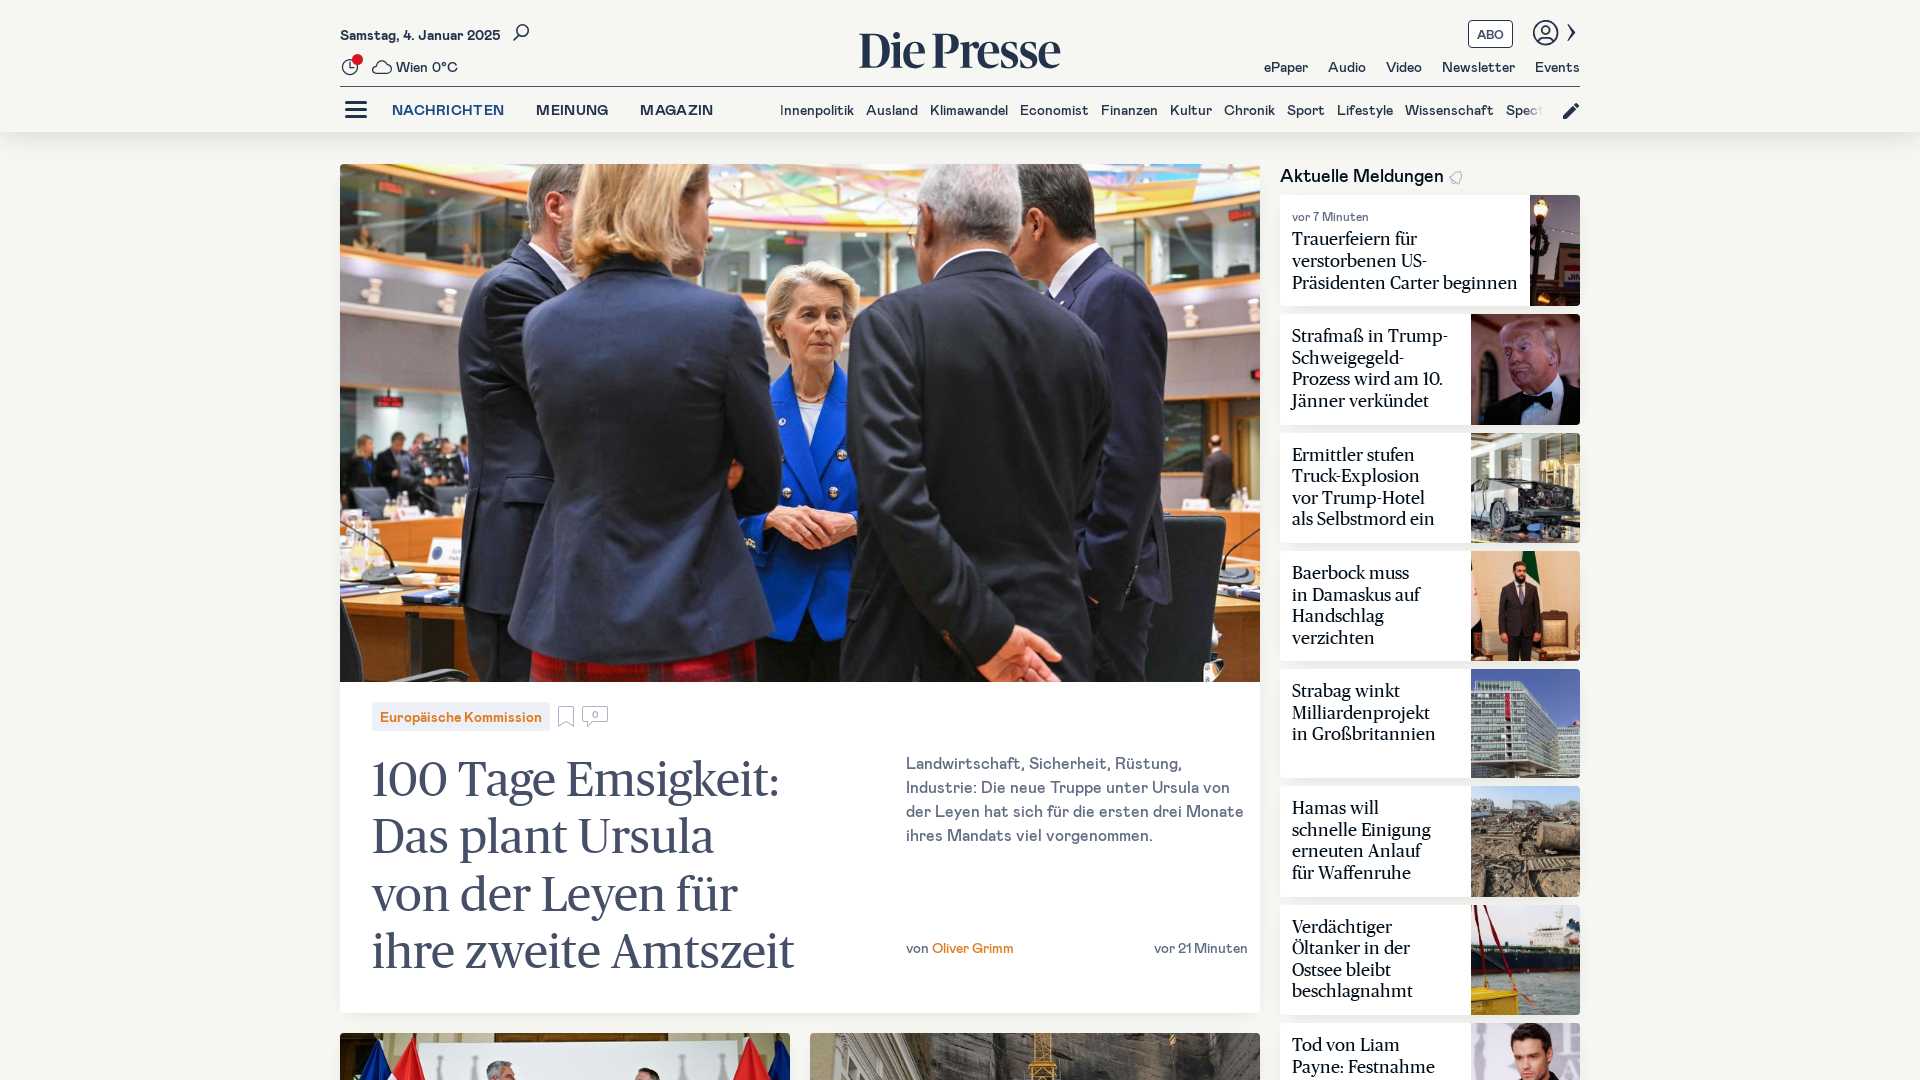 Samstag, 4. Januar 2025
Wien 0°C
Die Presse
ABO
ePaper
Audio
Video
Newsletter
Events
NACHRICHTEN
MEINUNG
MAGAZIN
Innenpolitik
Ausland
Klimawandel
Economist
Finanzen
Kultur
Chronik
Sport
Lifestyle
Wissenschaft
Spect
Europäische Kommission
0
100 Tage Emsigkeit:
Das plant Ursula
von der Leyen für
ihre zweite Amtszeit
Landwirtschaft, Sicherheit, Rüstung,
Industrie: Die neue Truppe unter Ursula von
der Leyen hat sich für die ersten drei Monate
ihres Mandats viel vorgenommen.
von Oliver Grimm
vor 21 Minuten
Aktuelle Meldungen
vor 7 Minuten
Trauerfeiern für
verstorbenen US-
Präsidenten Carter beginnen
Strafmaß in Trump-
Schweigegeld-
Prozess wird am 10.
Jänner verkündet
Ermittler stufen
Truck-Explosion
vor Trump-Hotel
als Selbstmord ein
Baerbock muss
in Damaskus auf
Handschlag
verzichten
Strabag winkt
Milliardenprojekt
in Großbritannien
Hamas will
schnelle Einigung
erneuten Anlauf
für Waffenruhe
Verdächtiger
Öltanker in der
Ostsee bleibt
beschlagnahmt
Tod von Liam
Payne: Festnahme